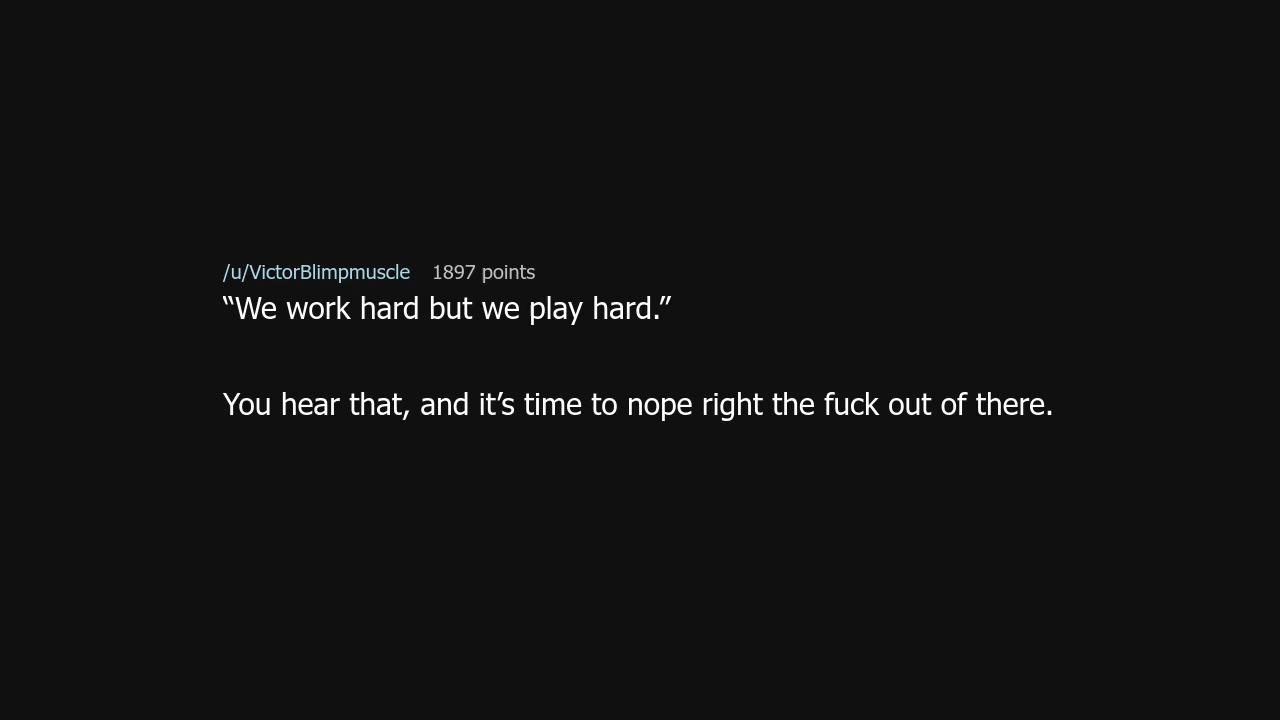 /u/VictorBlimpmuscle 1897 points
“We work hard but we play hard.”
You hear that, and it’s time to nope right the fuck out of there.